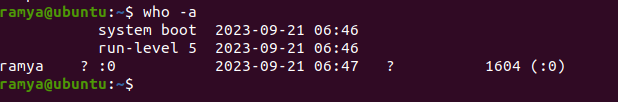 ramya@ubuntu:~$ who -a
system boot  2023-09-21 06:46
run-level 5  2023-09-21 06:46
ramya    ? :0           2023-09-21 06:47   ?          1604 (:0)
ramya@ubuntu:~$